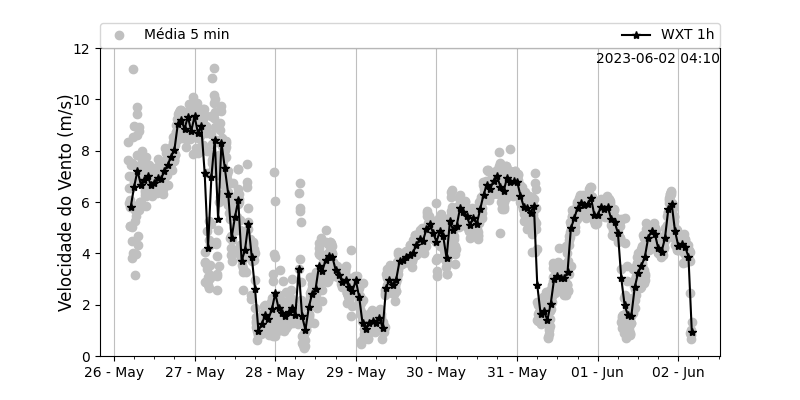 Média 5 min
WXT 1h
2023-06-02 04:10
Velocidade do Vento (m/s)
12
10
8
6
4
2
0
26 - May 27 - May 28 - May 29 - May 30 - May 31 - May 01 - Jun 02 - Jun